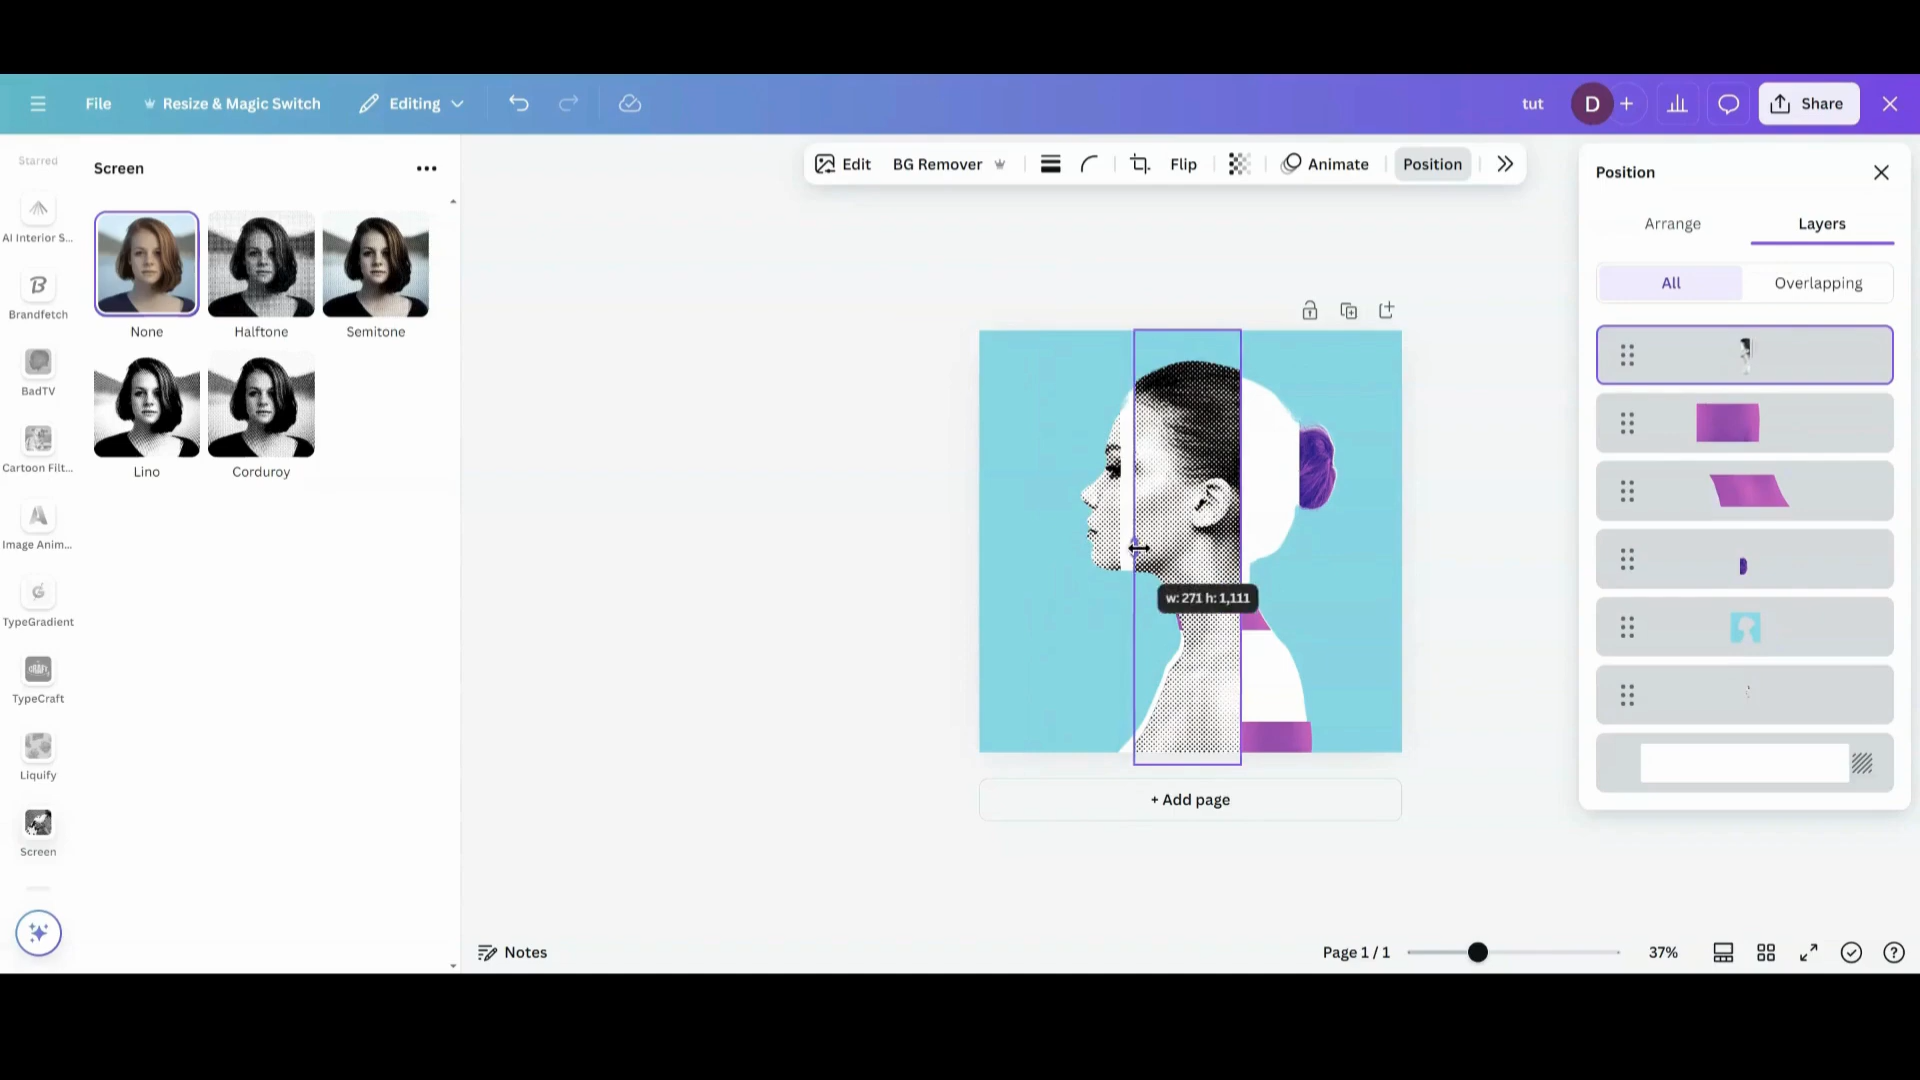 File
Resize & Magic Switch
Editing
tut
D
Share
Starred
AI Interior S...
Brandfetch
BadTV
Cartoon Filt...
Image Anim...
TypeGradient
TypeCraft
Liquify
Screen
Screen
None
Halftone
Semitone
Lino
Corduroy
Edit
BG Remover
Flip
Animate
Position
w: 271 h: 1,111
+ Add page
Position
Arrange
Layers
All
Overlapping
Notes
Page 1 / 1
37%